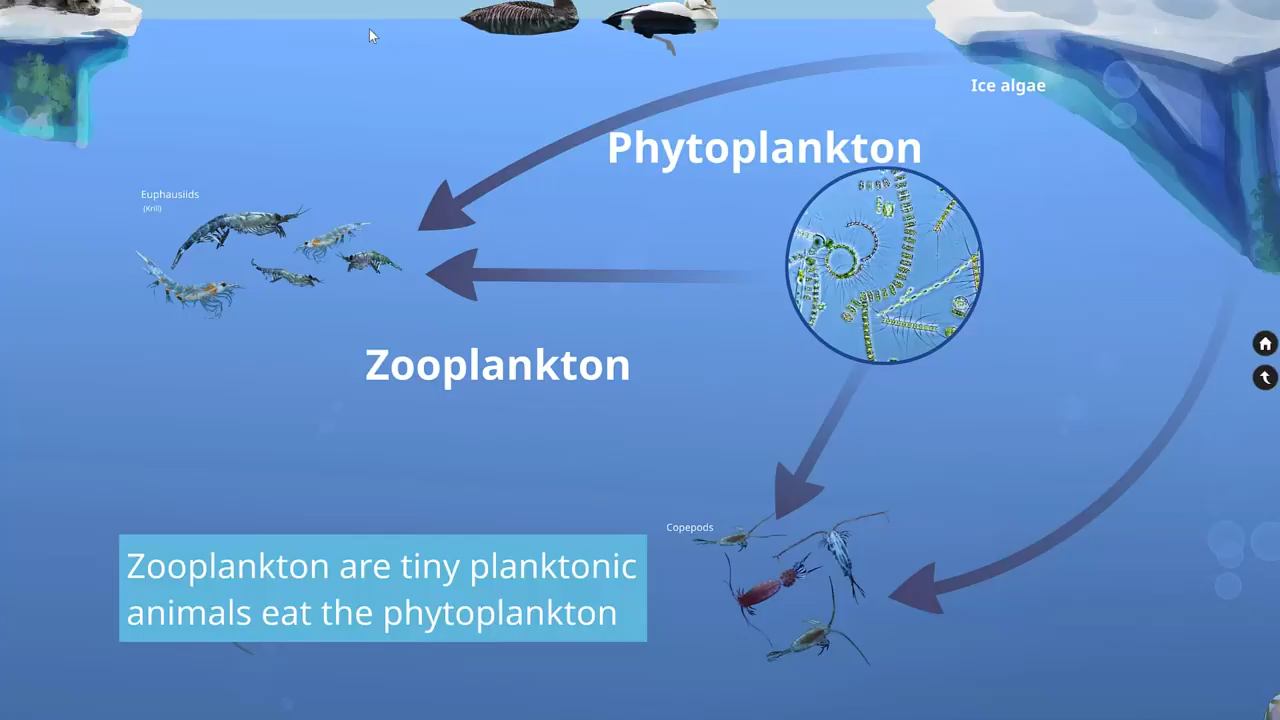 Ice algae
Phytoplankton
Euphausiids
(Krill)
Zooplankton
Copepods
Zooplankton are tiny planktonic
animals eat the phytoplankton